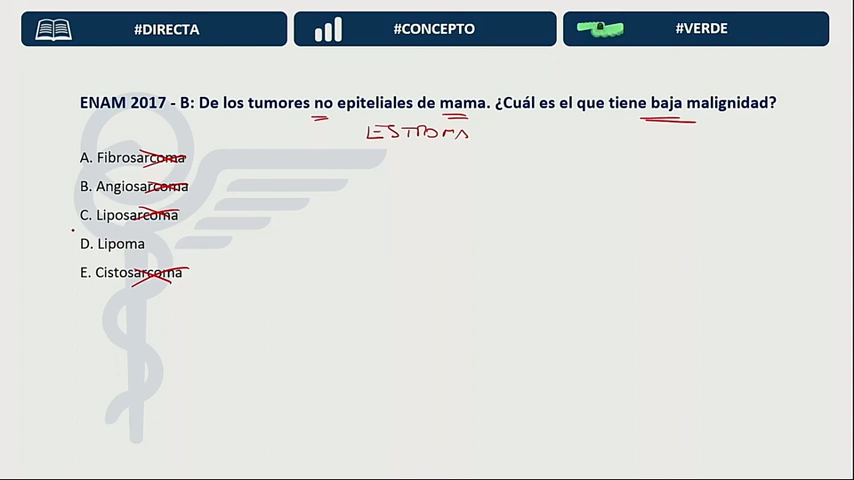 #DIRECTA
#CONCEPTO
#VERDE
ENAM 2017 - B: De los tumores no epiteliales de mama. ¿Cuál es el que tiene baja malignidad?
ESTROMA
A. Fibrosarcoma
B. Angiosarcoma
C. Liposarcoma
D. Lipoma
E. Cistosarcoma